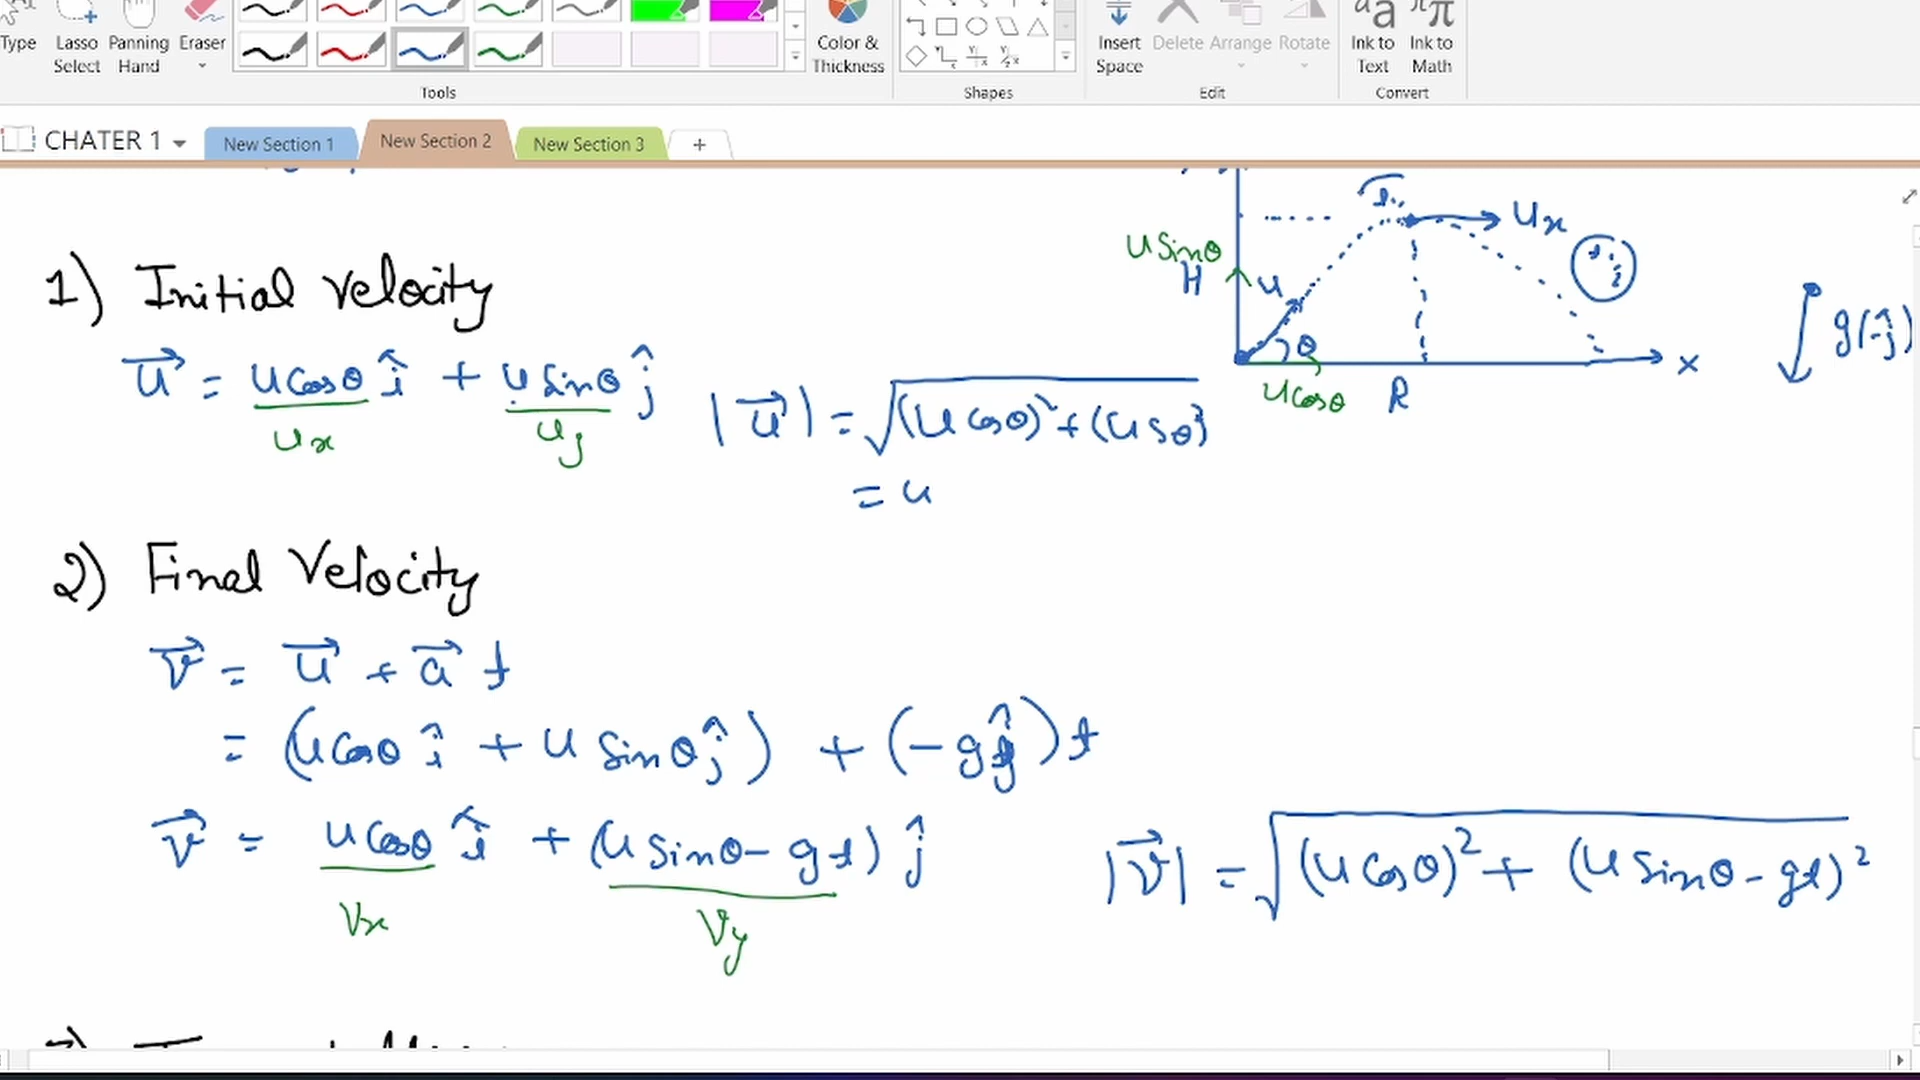 Type Lasso Select Panning Hand Eraser
Color & Thickness
Insert Space Delete Arrange Rotate
Ink to Text Ink to Math
Tools Shapes Edit Convert
CHATER 1 New Section 1 New Section 2 New Section 3 +
u sinθ
H
u
θ
u cosθ
R
x
uₓ
g(-ĵ)
1) Initial velocity
u⃗ = u cosθ î + u sinθ ĵ
uₓ u_y
|u⃗| = √((u cosθ)² + (u sθ)²
= u
2) Final Velocity
v⃗ = u⃗ + a⃗ t
= (u cosθ î + u sinθ ĵ) + (-g ĵ) t
v⃗ = u cosθ î + (u sinθ - gt) ĵ
vₓ v_y
|v⃗| = √((u cosθ)² + (u sinθ - gt)²